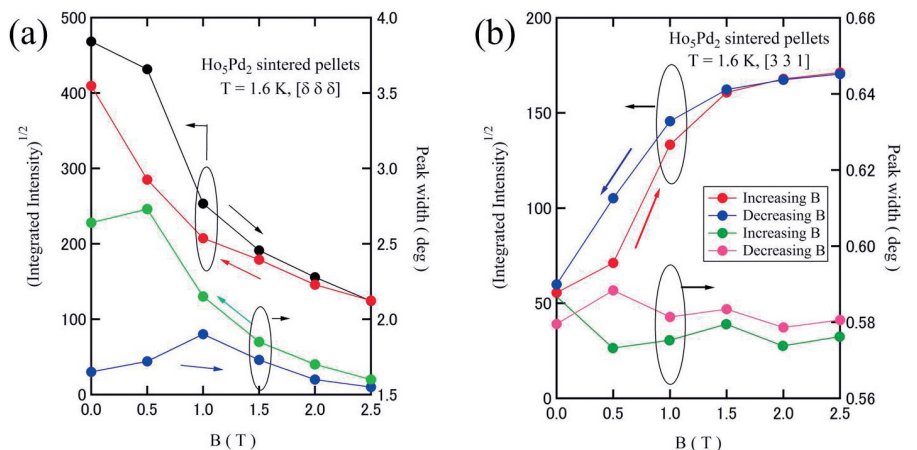 (a)
Ho₅Pd₂ sintered pellets
T = 1.6 K, [δ δ δ]
(Integrated Intensity)^1/2
500
400
300
200
100
0
4.0
3.5
3.0
2.5
2.0
1.5
Peak width ( deg )
0.0 0.5 1.0 1.5 2.0 2.5
B ( T )
(b)
Ho₅Pd₂ sintered pellets
T = 1.6 K, [3 3 1]
(Integrated Intensity)^1/2
200
150
100
50
0
0.66
0.64
0.62
0.60
0.58
0.56
Peak width ( deg )
Increasing B
Decreasing B
Increasing B
Decreasing B
0.0 0.5 1.0 1.5 2.0 2.5
B ( T )